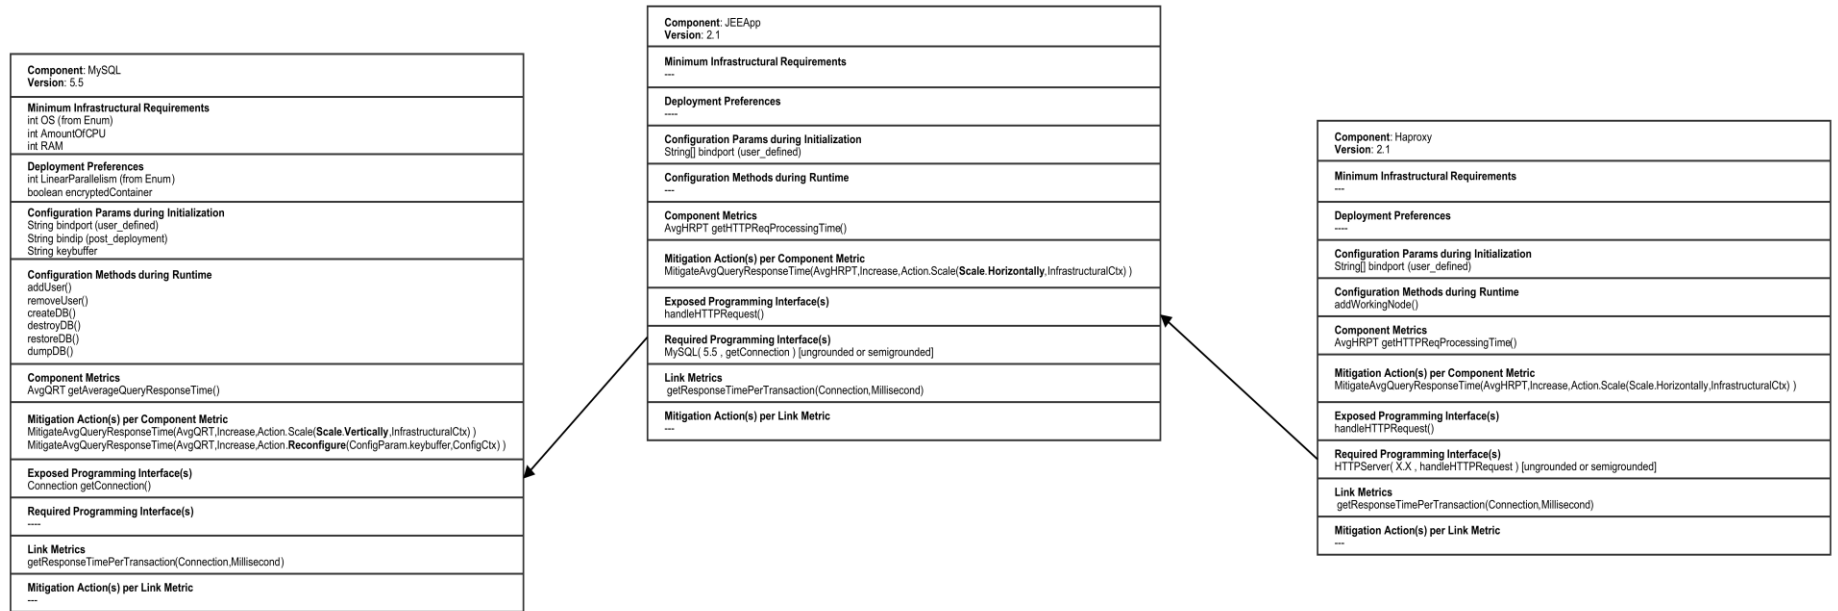 Component: MySQL
Version: 5.5
Minimum Infrastructural Requirements
int OS (from Enum)
int AmountOfCPU
int RAM
Deployment Preferences
int LinearParallelism (from Enum)
boolean encryptedContainer
Configuration Params during Initialization
String bindport (user_defined)
String bindip (post_deployment)
String keybuffer
Configuration Methods during Runtime
addUser()
removeUser()
createDB()
destroyDB()
restoreDB()
dumpDB()
Component Metrics
AvgQRT getAverageQueryResponseTime()
Mitigation Action(s) per Component Metric
MitigateAvgQueryResponseTime(AvgQRT,Increase,Action.Scale(Scale.Vertically,InfrastructuralCtx) )
MitigateAvgQueryResponseTime(AvgQRT,Increase,Action.Reconfigure(ConfigParam.keybuffer,ConfigCtx) )
Exposed Programming Interface(s)
Connection getConnection()
Required Programming Interface(s)
----
Link Metrics
getResponseTimePerTransaction(Connection,Millisecond)
Mitigation Action(s) per Link Metric
---
Component: JEEApp
Version: 2.1
Minimum Infrastructural Requirements
---
Deployment Preferences
----
Configuration Params during Initialization
String[] bindport (user_defined)
Configuration Methods during Runtime
---
Component Metrics
AvgHRPT getHTTPReqProcessingTime()
Mitigation Action(s) per Component Metric
MitigateAvgQueryResponseTime(AvgHRPT,Increase,Action.Scale(Scale.Horizontally,InfrastructuralCtx) )
Exposed Programming Interface(s)
handleHTTPRequest()
Required Programming Interface(s)
MySQL( 5.5 , getConnection ) [ungrounded or semigrounded]
Link Metrics
getResponseTimePerTransaction(Connection,Millisecond)
Mitigation Action(s) per Link Metric
---
Component: Haproxy
Version: 2.1
Minimum Infrastructural Requirements
---
Deployment Preferences
----
Configuration Params during Initialization
String[] bindport (user_defined)
Configuration Methods during Runtime
addWorkingNode()
Component Metrics
AvgHRPT getHTTPReqProcessingTime()
Mitigation Action(s) per Component Metric
MitigateAvgQueryResponseTime(AvgHRPT,Increase,Action.Scale(Scale.Horizontally,InfrastructuralCtx) )
Exposed Programming Interface(s)
handleHTTPRequest()
Required Programming Interface(s)
HTTPServer( X.X , handleHTTPRequest ) [ungrounded or semigrounded]
Link Metrics
getResponseTimePerTransaction(Connection,Millisecond)
Mitigation Action(s) per Link Metric
---